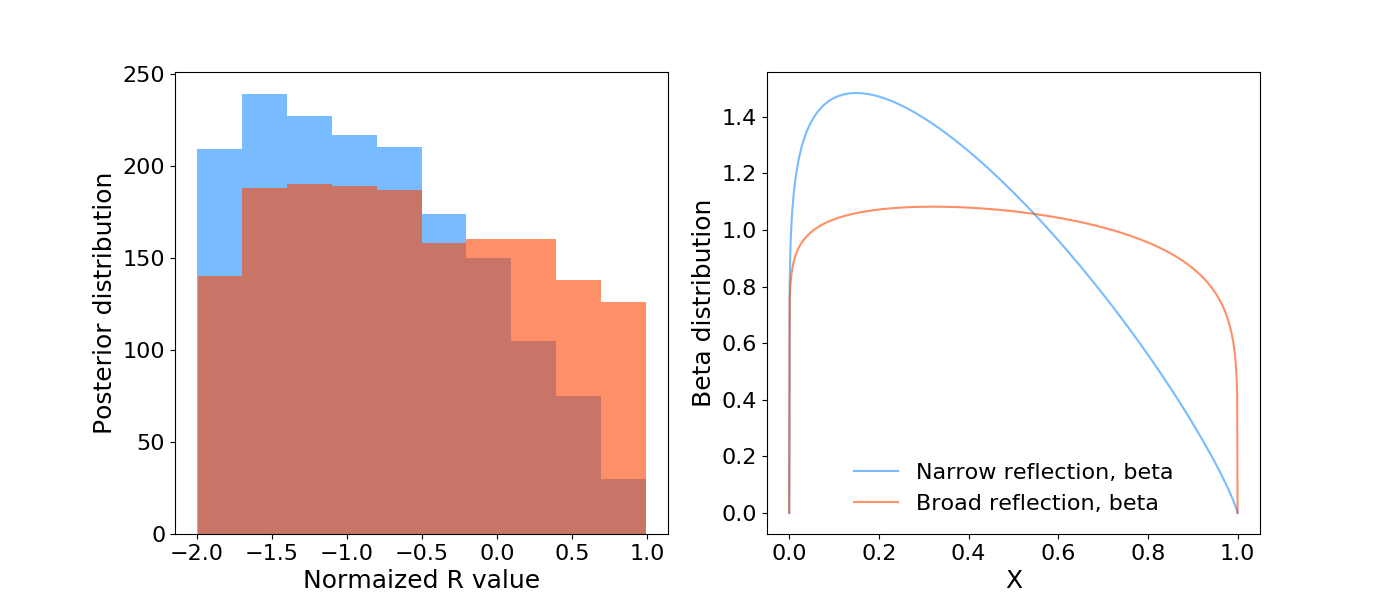 250
200
150
100
50
0
Posterior distribution
−2.0 −1.5 −1.0 −0.5 0.0 0.5 1.0
Normaized R value
1.4
1.2
1.0
0.8
0.6
0.4
0.2
0.0
Beta distribution
Narrow reflection, beta
Broad reflection, beta
0.0 0.2 0.4 0.6 0.8 1.0
X